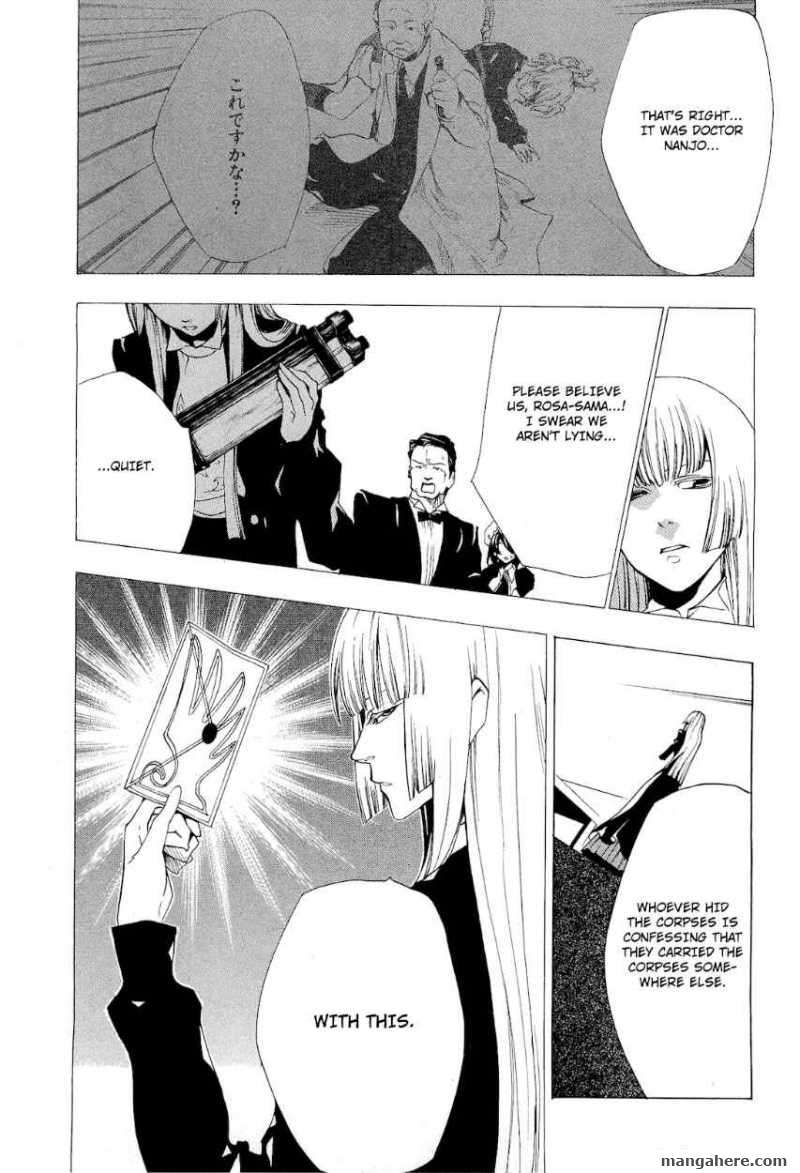 THAT'S RIGHT...
IT WAS DOCTOR
NANJO...
これですかな…？
PLEASE BELIEVE
US, ROSA-SAMA...!
I SWEAR WE
AREN'T LYING...
...QUIET.
WHOEVER HID
THE CORPSES IS
CONFESSING THAT
THEY CARRIED THE
CORPSES SOME-
WHERE ELSE.
WITH THIS.
mangahere.com